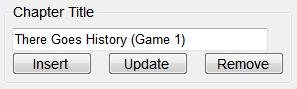 Chapter Title
There Goes History (Game 1)
Insert Update Remove